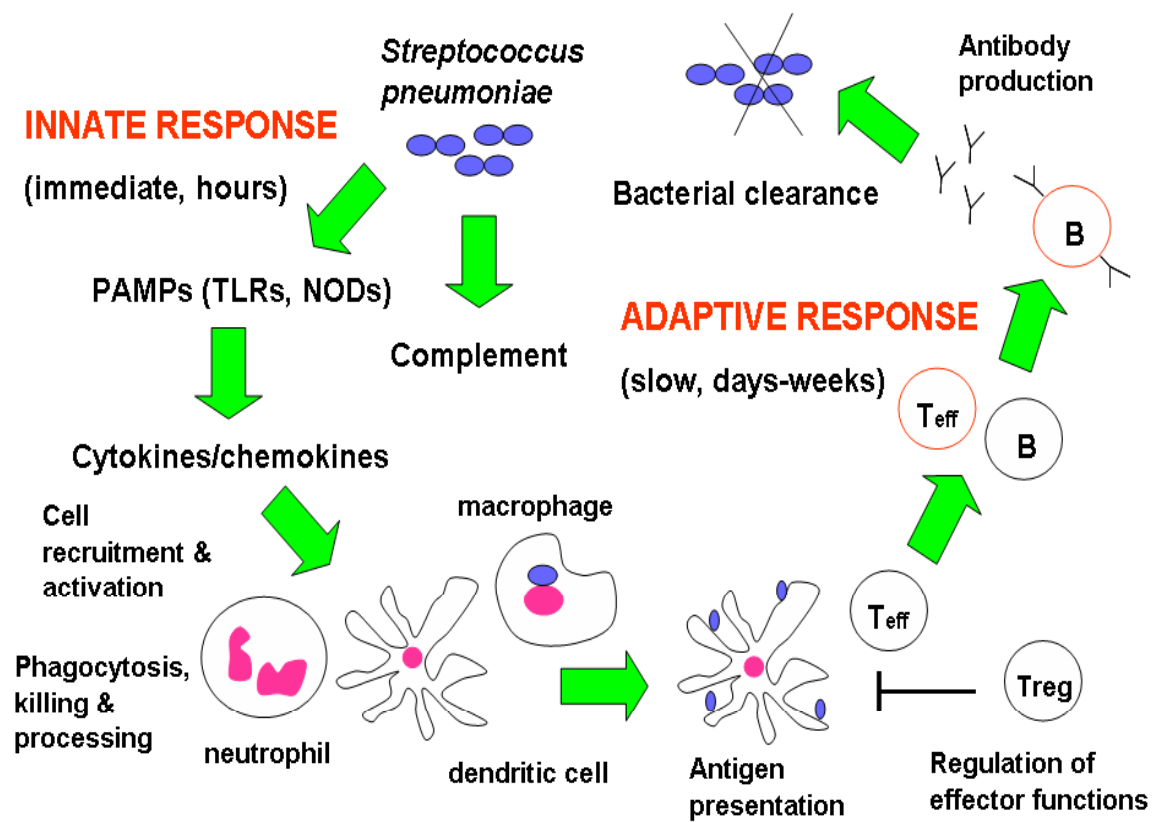 Streptococcus
pneumoniae
INNATE RESPONSE
(immediate, hours)
PAMPs (TLRs, NODs)
Complement
Cytokines/chemokines
Cell
recruitment &
activation
Phagocytosis,
killing &
processing
neutrophil
macrophage
dendritic cell
Antigen
presentation
Teff
Treg
Regulation of
effector functions
ADAPTIVE RESPONSE
(slow, days-weeks)
Teff
B
B
Antibody
production
Bacterial clearance